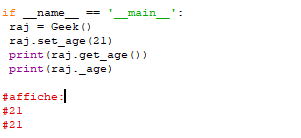 if __name__ == '__main__':
 raj = Geek()
 raj.set_age(21)
 print(raj.get_age())
 print(raj._age)

#affiche:
#21
#21